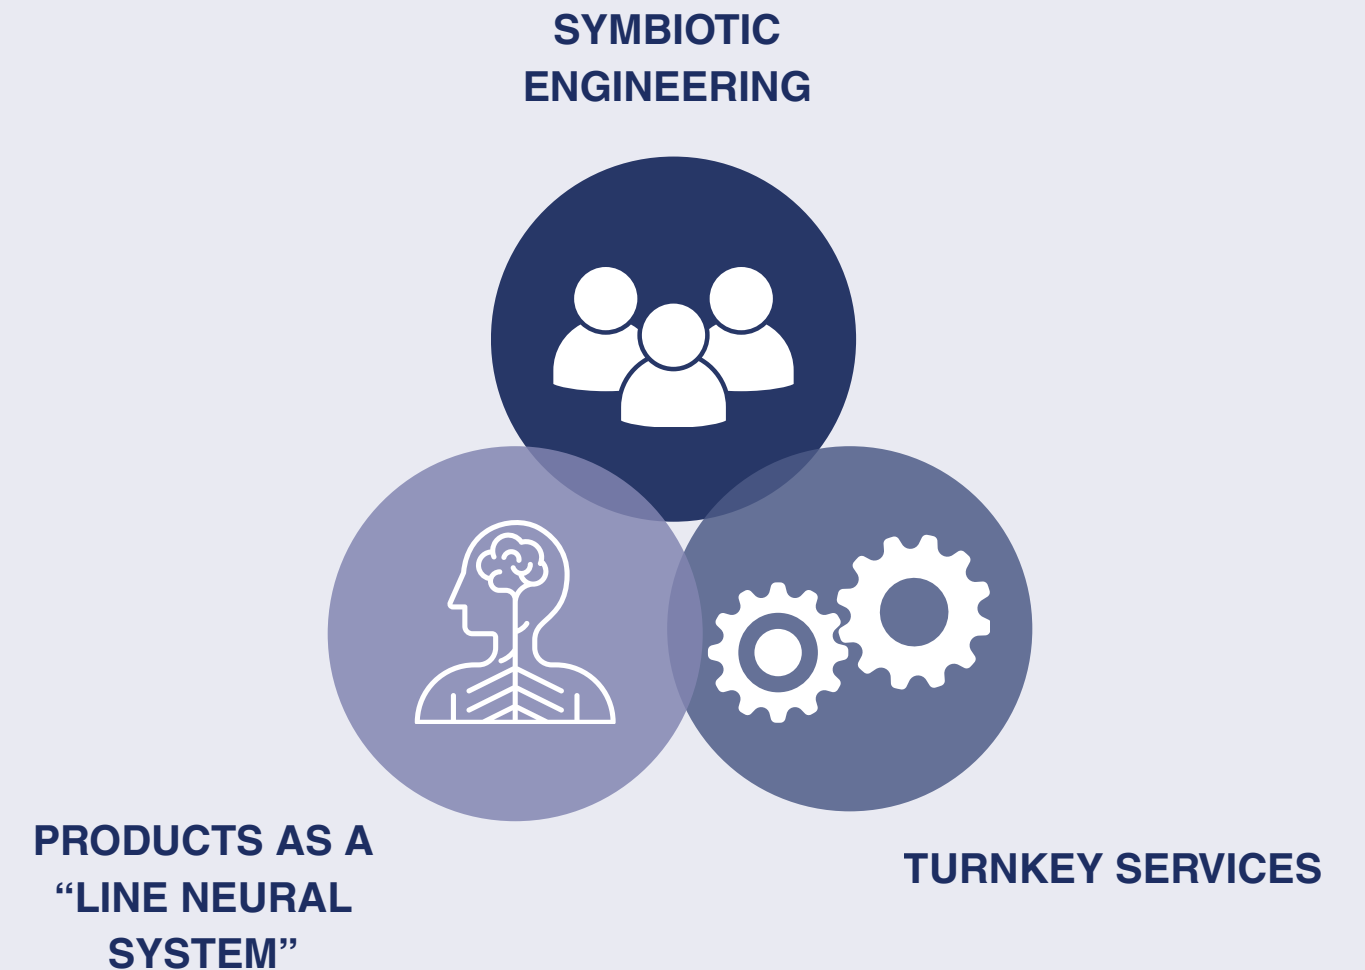 SYMBIOTIC
ENGINEERING
PRODUCTS AS A
“LINE NEURAL
SYSTEM”
TURNKEY SERVICES